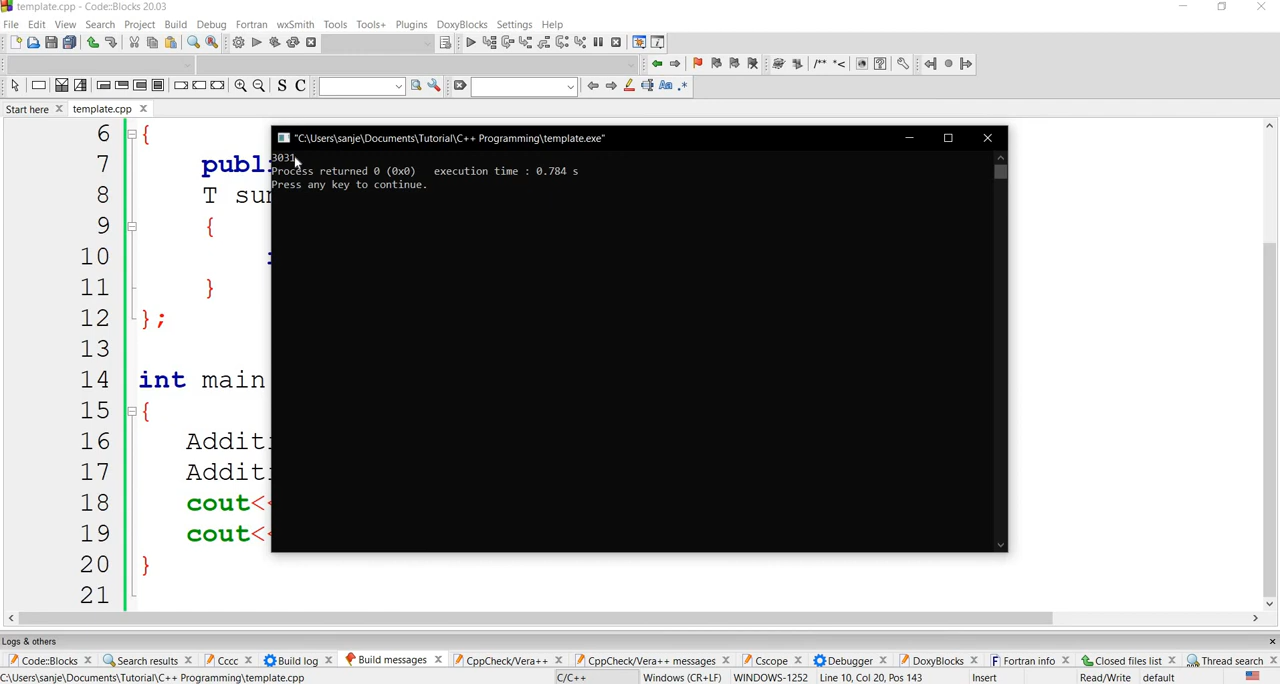 template.cpp - Code::Blocks 20.03
File Edit View Search Project Build Debug Fortran wxSmith Tools Tools+ Plugins DoxyBlocks Settings Help
/** *<
S C Aa .*
Start here template.cpp
"C:\Users\sanje\Documents\Tutorial\C++ Programming\template.exe"
3031
Process returned 0 (0x0) execution time : 0.784 s
Press any key to continue.
6 {
7 publi
8 T sum
9 {
10
11 }
12 };
13
14 int main
15 {
16 Additi
17 Additi
18 cout<<
19 cout<<
20 }
21
Logs & others
Code::Blocks Search results Cccc Build log Build messages CppCheck/Vera++ CppCheck/Vera++ messages Cscope Debugger DoxyBlocks Fortran info Closed files list Thread search
C:\Users\sanje\Documents\Tutorial\C++ Programming\template.cpp C/C++ Windows (CR+LF) WINDOWS-1252 Line 10, Col 20, Pos 143 Insert Read/Write default